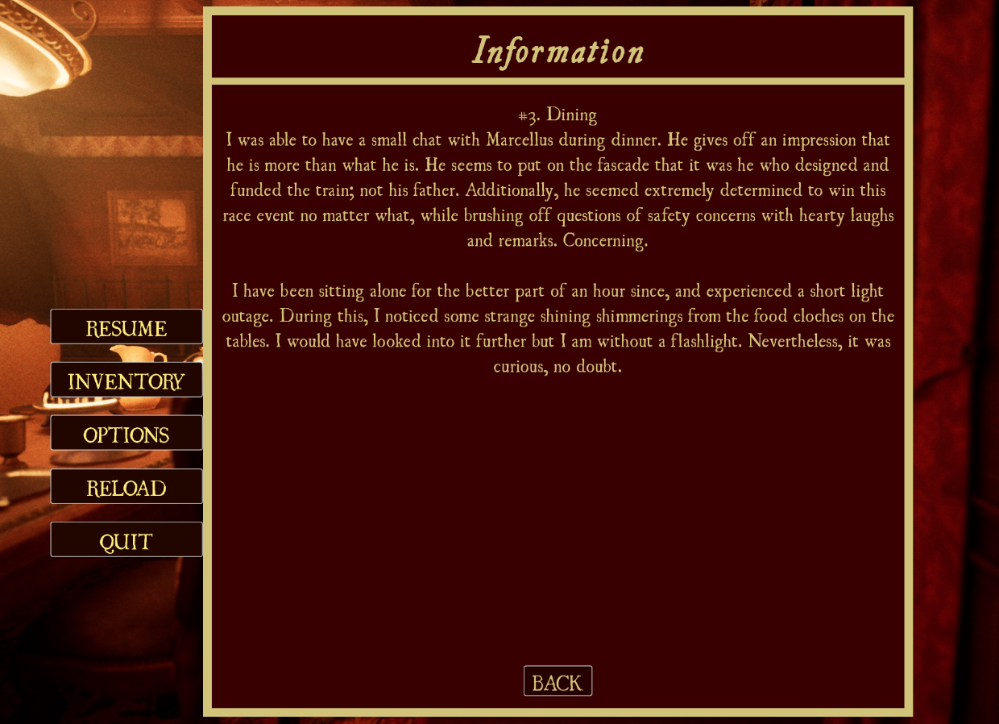 Information
#3. Dining
I was able to have a small chat with Marcellus during dinner. He gives off an impression that
he is more than what he is. He seems to put on the fascade that it was he who designed and
funded the train; not his father. Additionally, he seemed extremely determined to win this
race event no matter what, while brushing off questions of safety concerns with hearty laughs
and remarks. Concerning.
I have been sitting alone for the better part of an hour since, and experienced a short light
outage. During this, I noticed some strange shining shimmerings from the food cloches on the
tables. I would have looked into it further but I am without a flashlight. Nevertheless, it was
curious, no doubt.
RESUME
INVENTORY
OPTIONS
RELOAD
QUIT
BACK